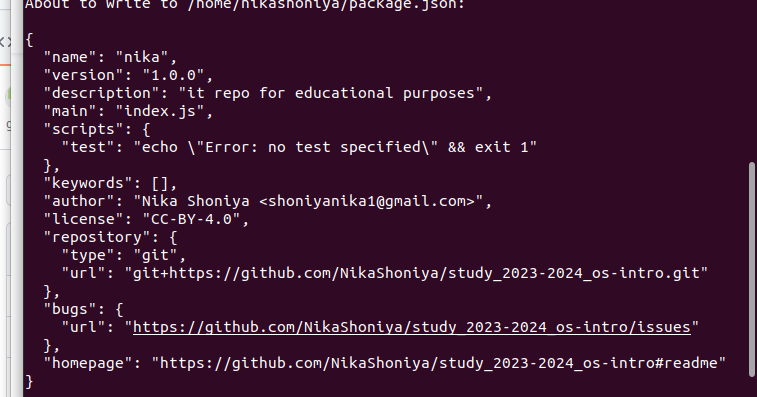 About to write to /home/nikashoniya/package.json:
{
"name": "nika",
"version": "1.0.0",
"description": "it repo for educational purposes",
"main": "index.js",
"scripts": {
"test": "echo \"Error: no test specified\" && exit 1"
},
"keywords": [],
"author": "Nika Shoniya <shoniyanika1@gmail.com>",
"license": "CC-BY-4.0",
"repository": {
"type": "git",
"url": "git+https://github.com/NikaShoniya/study_2023-2024_os-intro.git"
},
"bugs": {
"url": "https://github.com/NikaShoniya/study_2023-2024_os-intro/issues"
},
"homepage": "https://github.com/NikaShoniya/study_2023-2024_os-intro#readme"
}